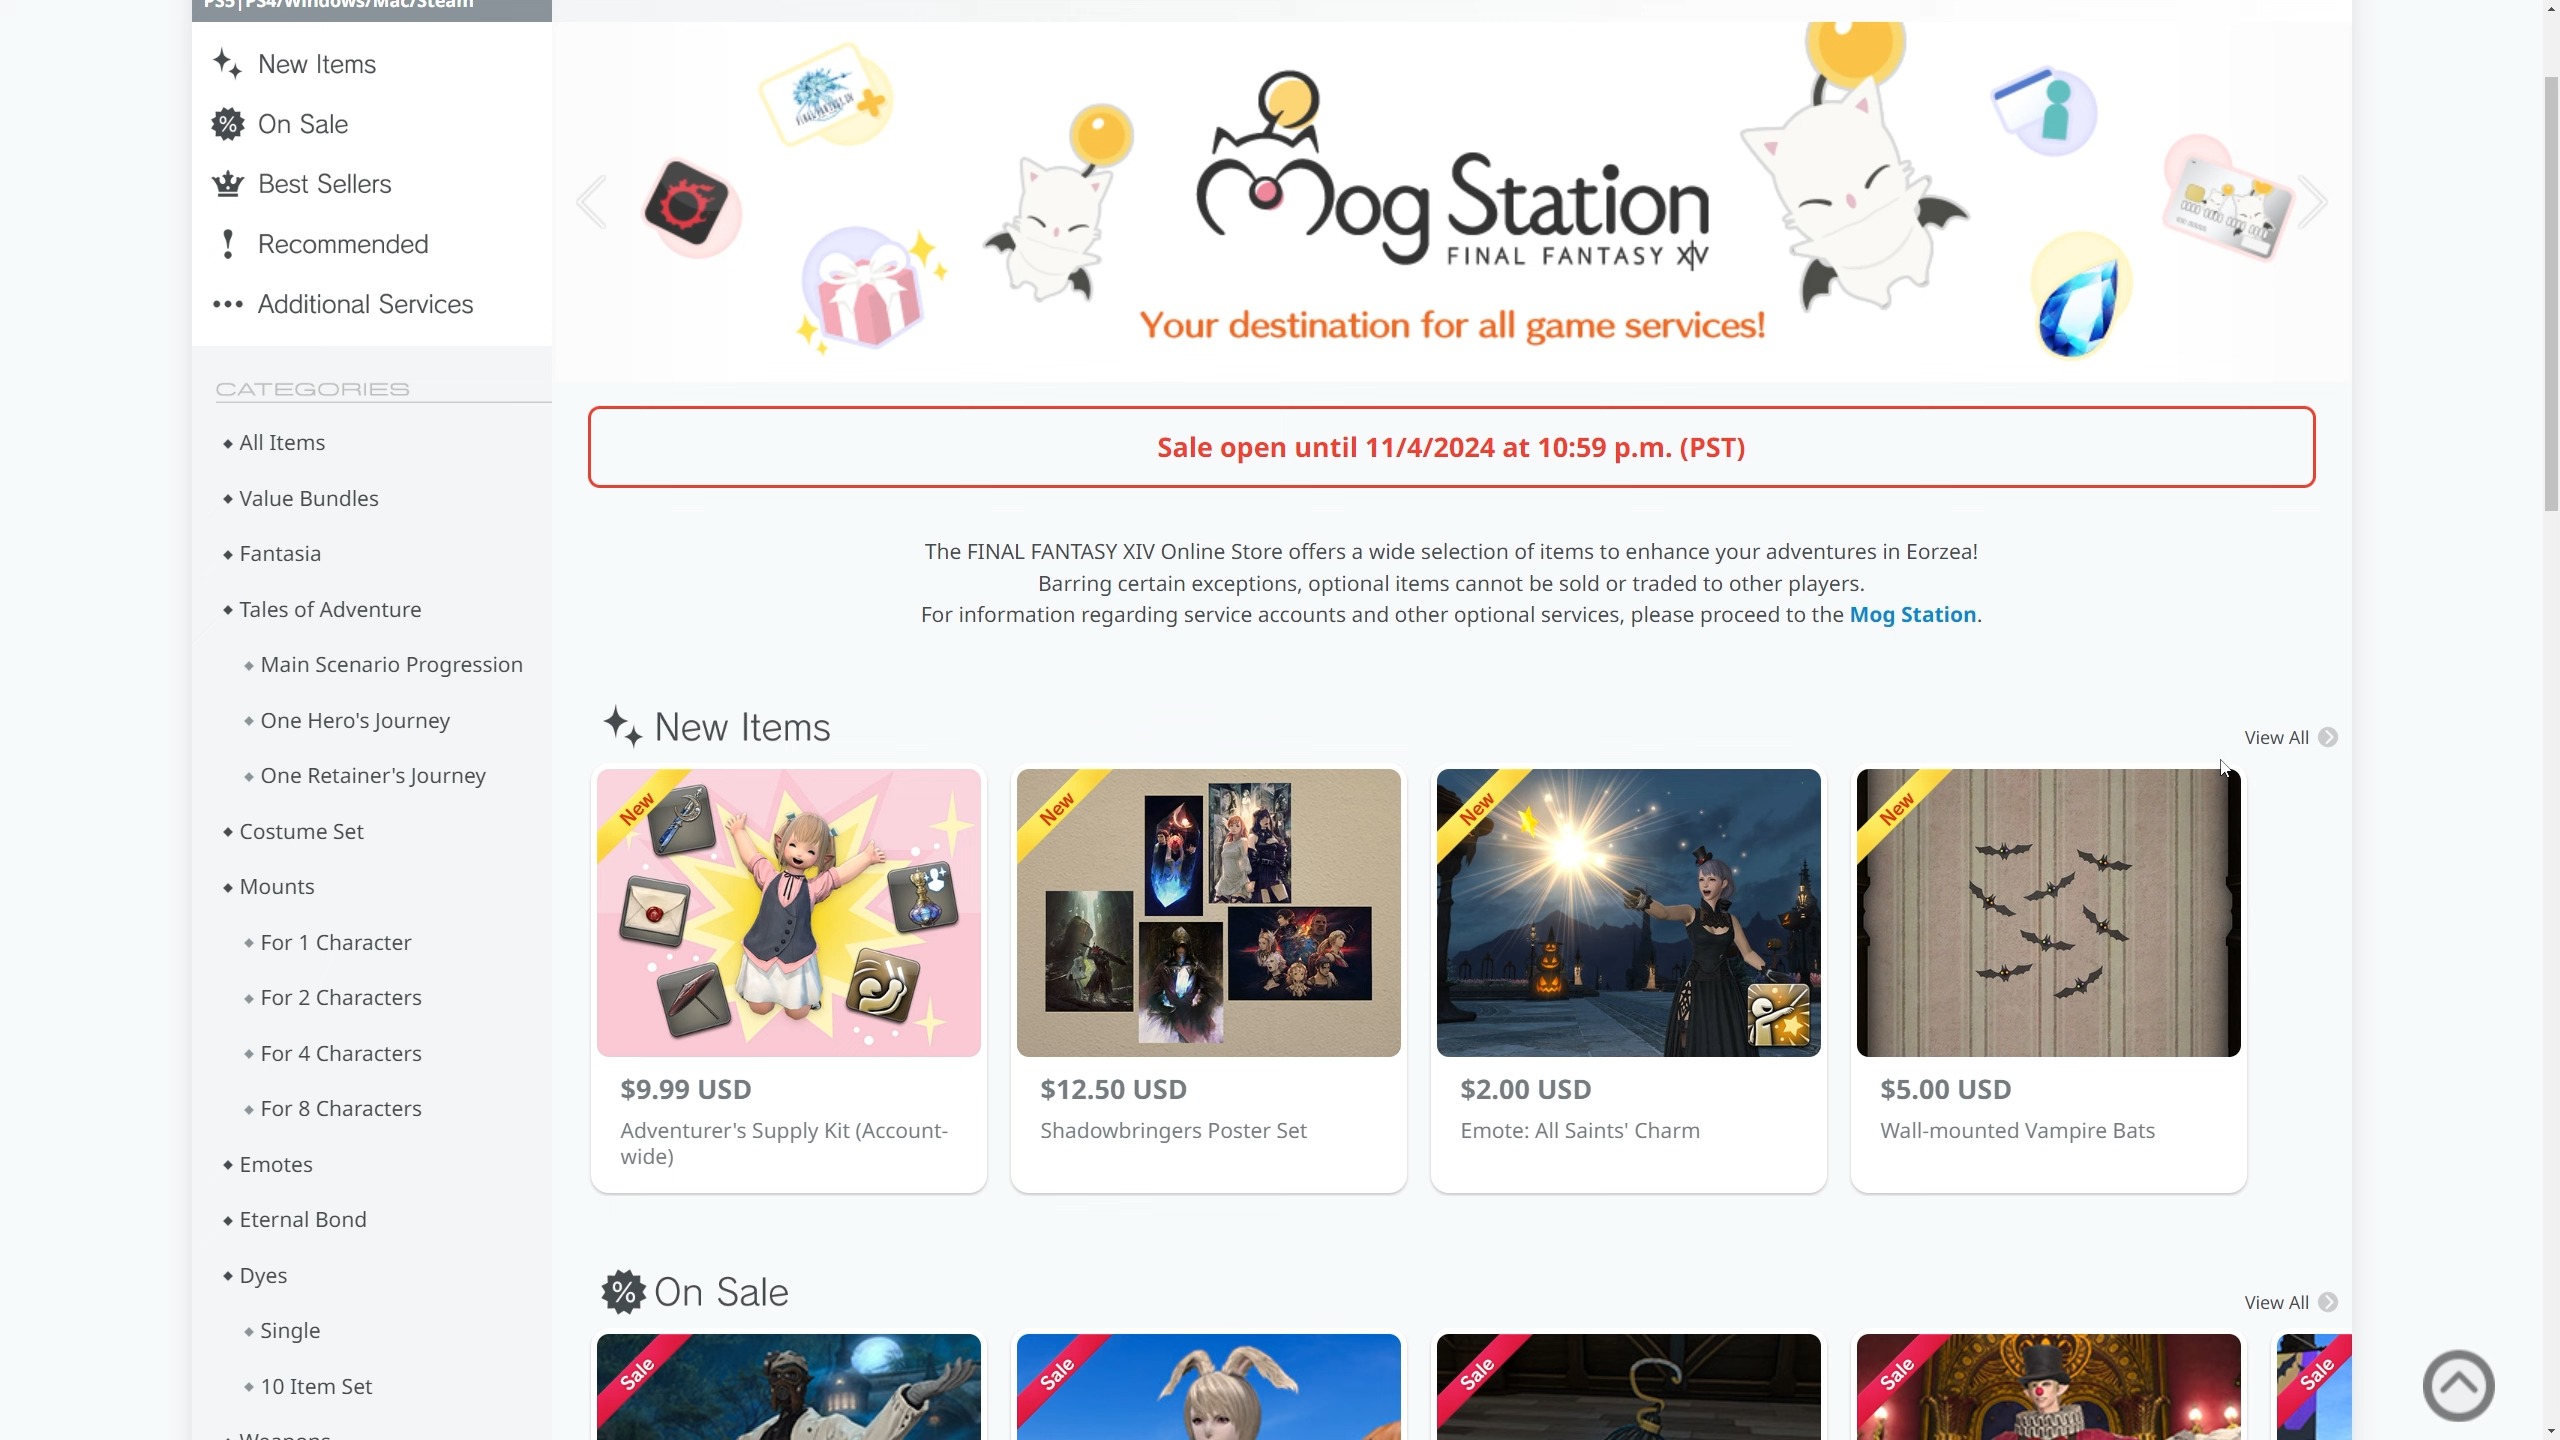 PS5|PS4/Windows/Mac/Steam
New Items
On Sale
Best Sellers
Recommended
Additional Services
CATEGORIES
All Items
Value Bundles
Fantasia
Tales of Adventure
Main Scenario Progression
One Hero's Journey
One Retainer's Journey
Costume Set
Mounts
For 1 Character
For 2 Characters
For 4 Characters
For 8 Characters
Emotes
Eternal Bond
Dyes
Single
10 Item Set
Weapons
Mog Station
FINAL FANTASY XIV
Your destination for all game services!
Sale open until 11/4/2024 at 10:59 p.m. (PST)
The FINAL FANTASY XIV Online Store offers a wide selection of items to enhance your adventures in Eorzea!
Barring certain exceptions, optional items cannot be sold or traded to other players.
For information regarding service accounts and other optional services, please proceed to the Mog Station.
New Items
View All
New
New
New
New
$9.99 USD
Adventurer's Supply Kit (Account-
wide)
$12.50 USD
Shadowbringers Poster Set
$2.00 USD
Emote: All Saints' Charm
$5.00 USD
Wall-mounted Vampire Bats
% On Sale
View All
Sale
Sale
Sale
Sale
Sale